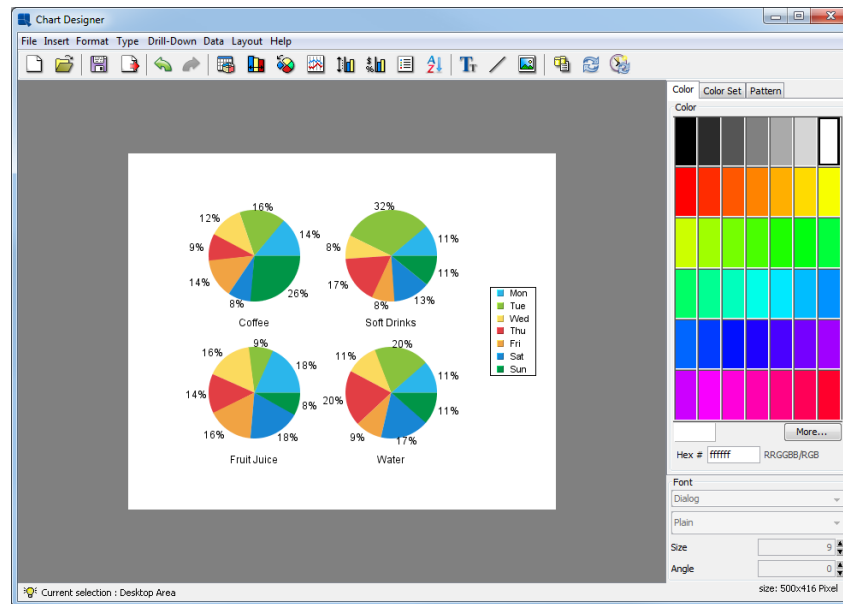 Chart Designer
File Insert Format Type Drill-Down Data Layout Help
Color Color Set Pattern
Color
16%
12%
14%
9%
14%
8%
26%
Coffee
32%
11%
8%
11%
17%
8%
13%
Soft Drinks
Mon
Tue
Wed
Thu
Fri
Sat
Sun
9%
16%
18%
14%
8%
16%
18%
Fruit Juice
20%
11%
11%
20%
11%
9%
17%
Water
More...
Hex # ffffff RRGGBB/RGB
Font
Dialog
Plain
Size 9
Angle 0
Current selection : Desktop Area
size: 500x416 Pixel